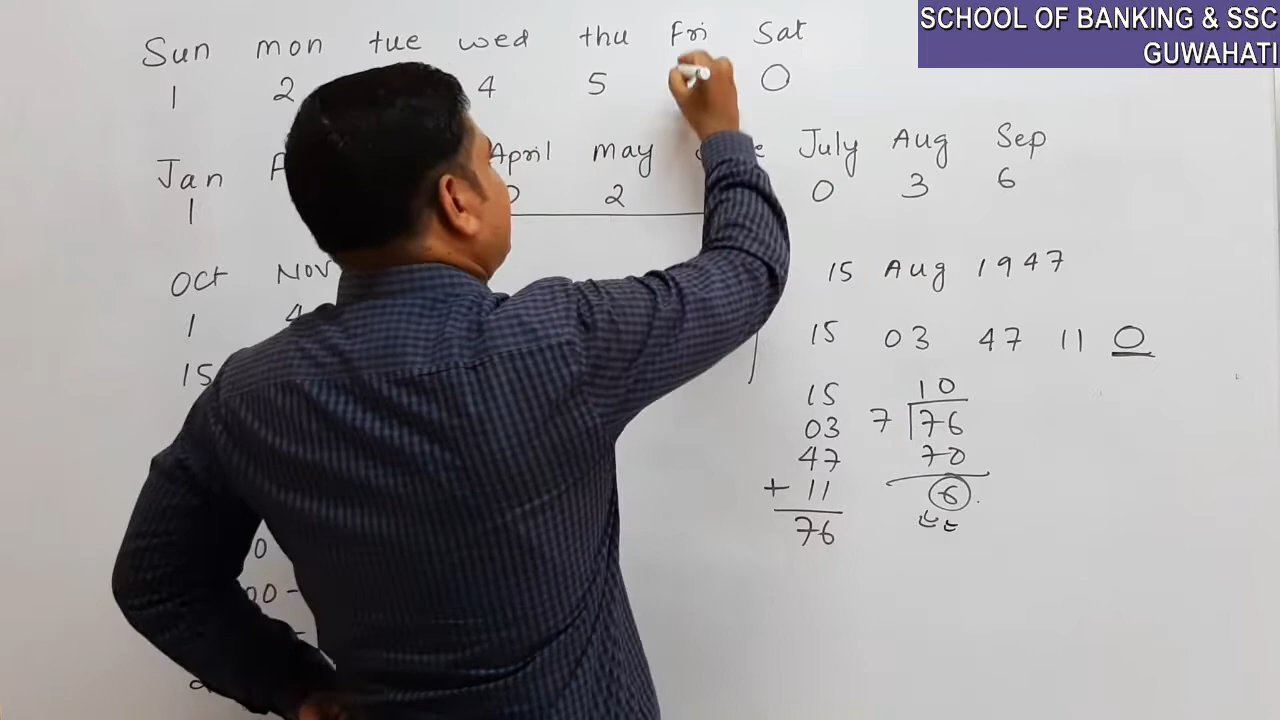 SCHOOL OF BANKING & SSC
GUWAHATI
Sun mon tue wed thu Fri Sat
1 2 4 5 0
Jan April may July Aug Sep
1 0 2 0 3 6
Oct Nov
1 4
15
15 Aug 1947
15 03 47 11 0
15
03
47
+ 11
76
10
7 76
70
6